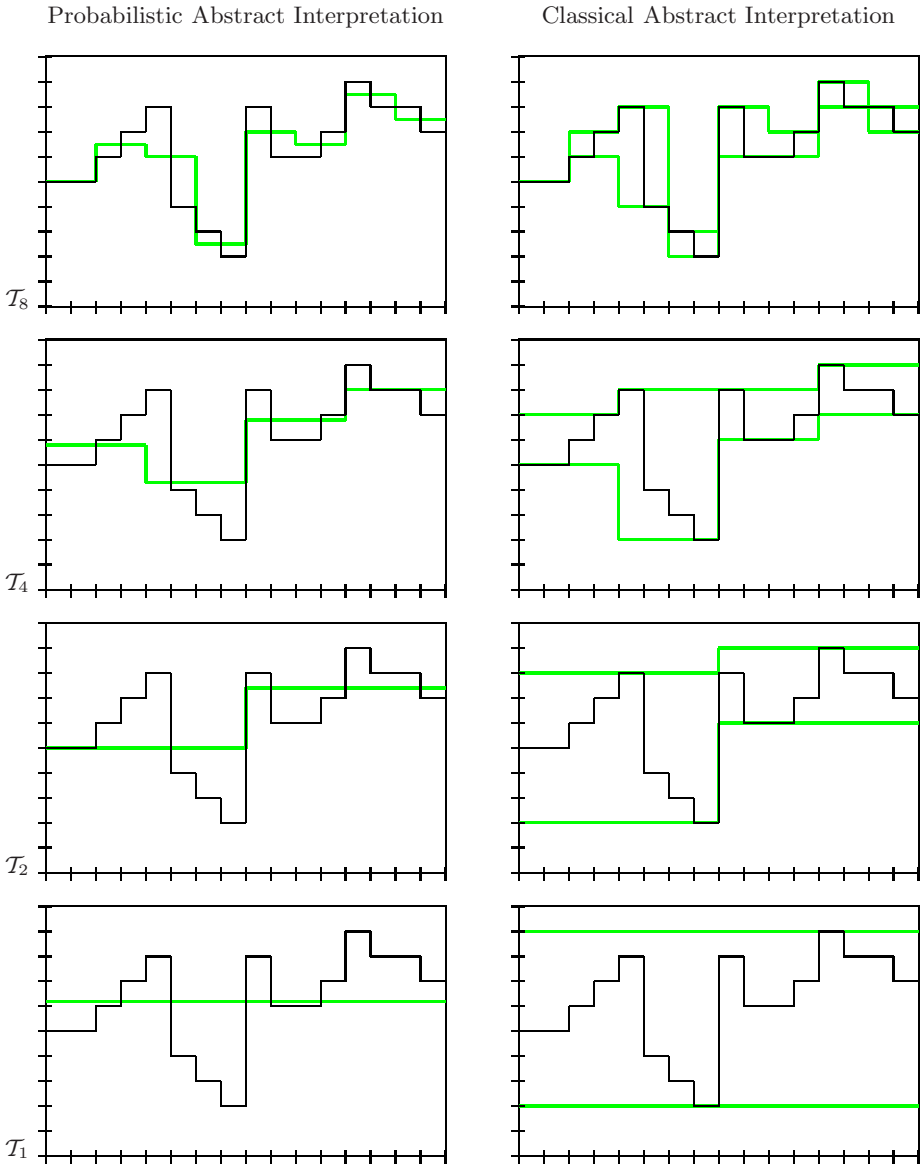 Probabilistic Abstract Interpretation
Classical Abstract Interpretation
𝒯8
𝒯4
𝒯2
𝒯1